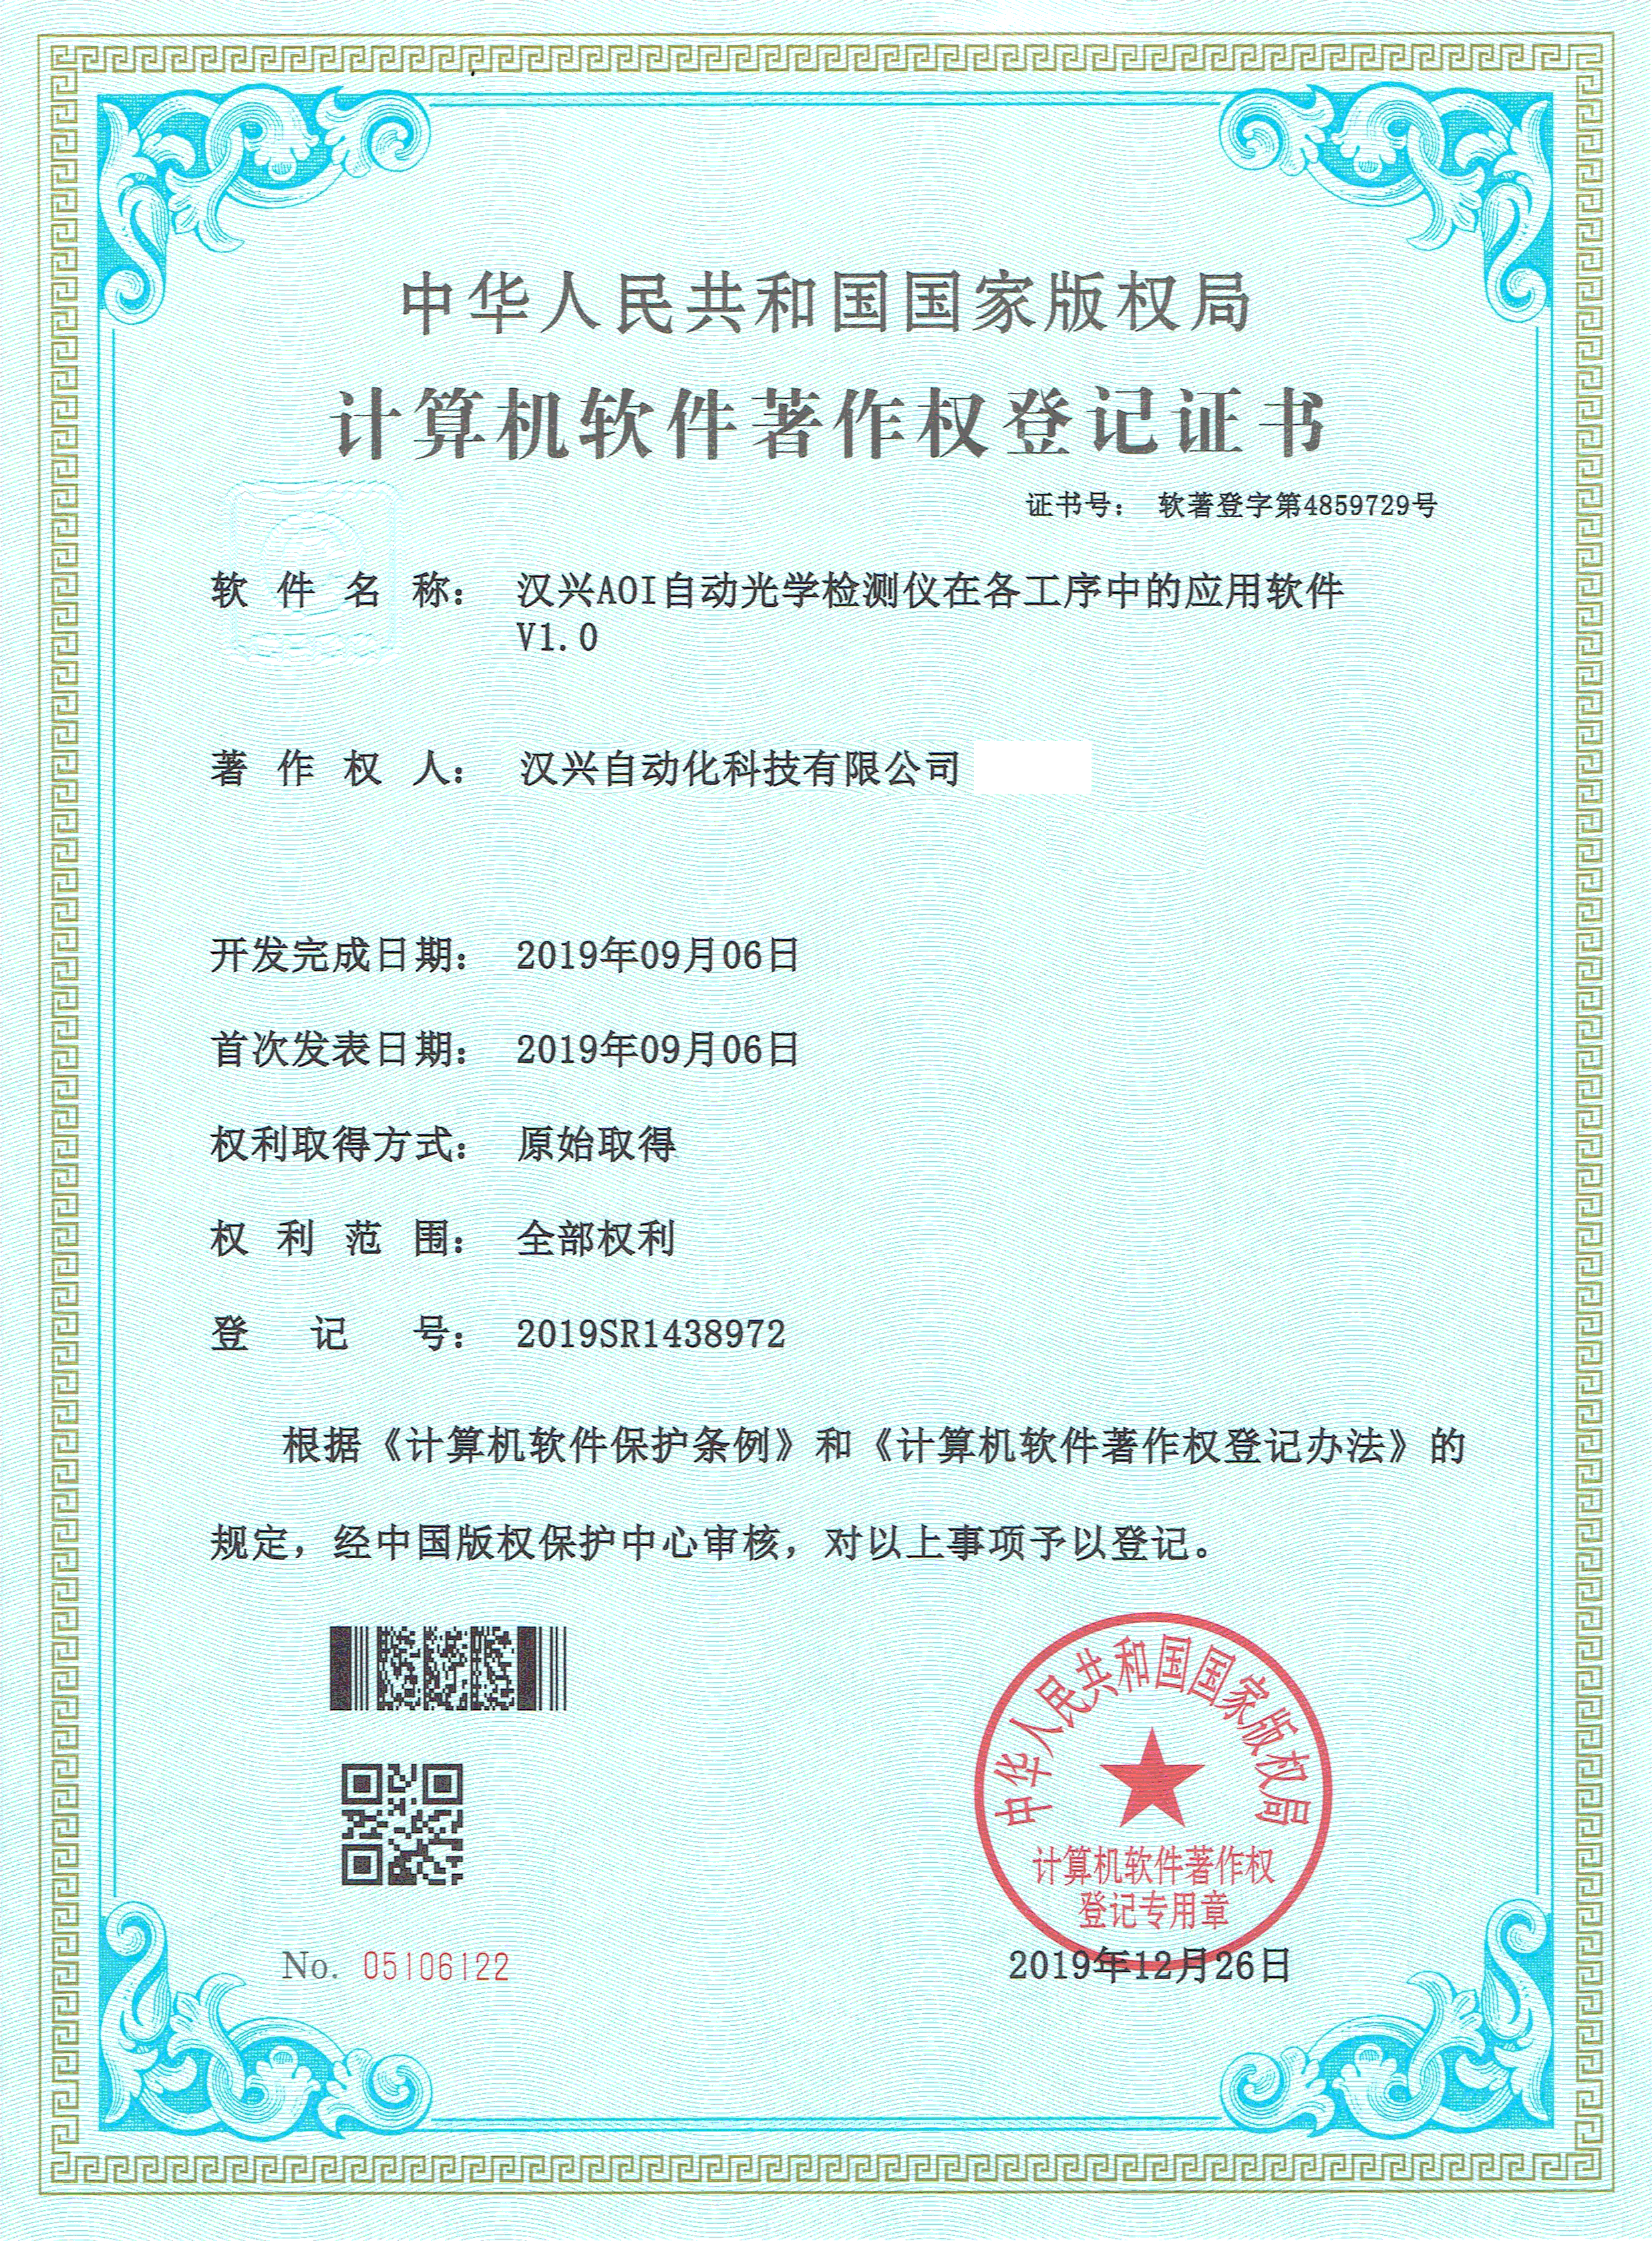 中华人民共和国国家版权局
计算机软件著作权登记证书
证书号： 软著登字第4859729号
软件名称： 汉兴AOI自动光学检测仪在各工序中的应用软件
V1.0
著作权人： 汉兴自动化科技有限公司
开发完成日期： 2019年09月06日
首次发表日期： 2019年09月06日
权利取得方式： 原始取得
权利范围： 全部权利
登记号： 2019SR1438972
根据《计算机软件保护条例》和《计算机软件著作权登记办法》的
规定，经中国版权保护中心审核，对以上事项予以登记。
中华人民共和国国家版权局
计算机软件著作权
登记专用章
No. 05106122
2019年12月26日